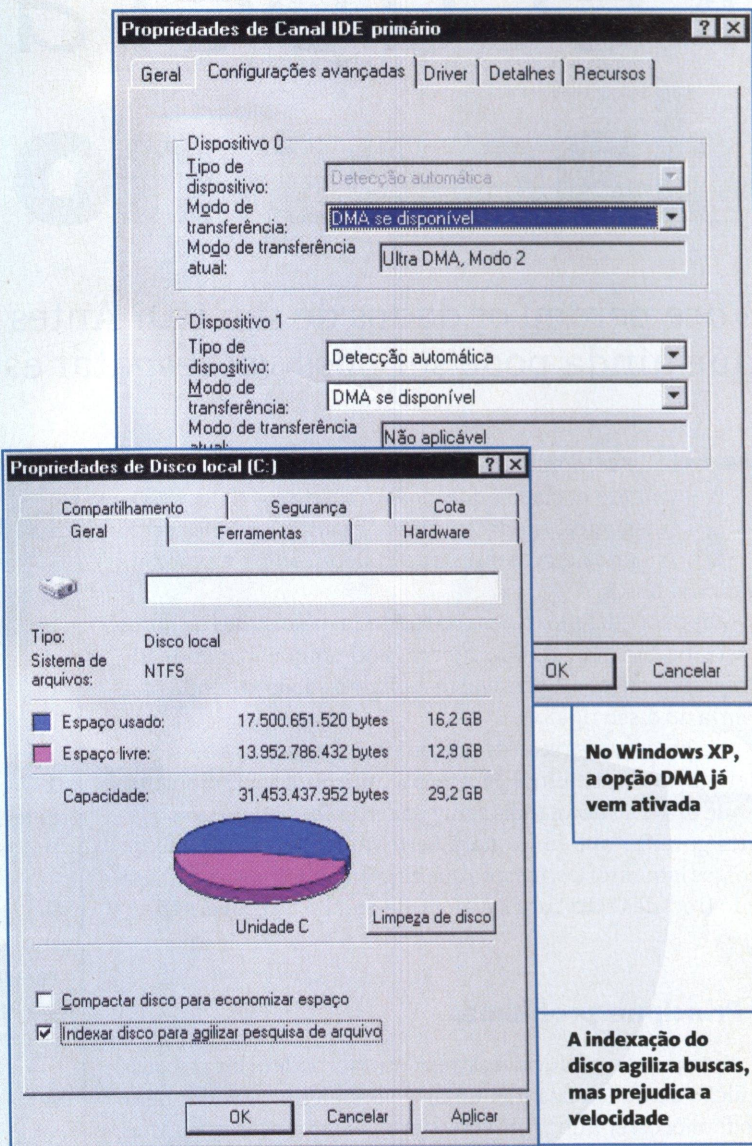 Propriedades de Canal IDE primário
Geral Configurações avançadas Driver Detalhes Recursos
Dispositivo 0
Tipo de dispositivo: Detecção automática
Modo de transferência: DMA se disponível
Modo de transferência atual: Ultra DMA, Modo 2
Dispositivo 1
Tipo de dispositivo: Detecção automática
Modo de transferência: DMA se disponível
Modo de transferência atual: Não aplicável
OK Cancelar
Propriedades de Disco local (C:)
Compartilhamento Segurança Cota
Geral Ferramentas Hardware
Tipo: Disco local
Sistema de arquivos: NTFS
Espaço usado: 17.500.651.520 bytes 16,2 GB
Espaço livre: 13.952.786.432 bytes 12,9 GB
Capacidade: 31.453.437.952 bytes 29,2 GB
Unidade C
Limpeza de disco
Compactar disco para economizar espaço
Indexar disco para agilizar pesquisa de arquivo
OK Cancelar Aplicar
No Windows XP,
a opção DMA já
vem ativada
A indexação do
disco agiliza buscas,
mas prejudica a
velocidade